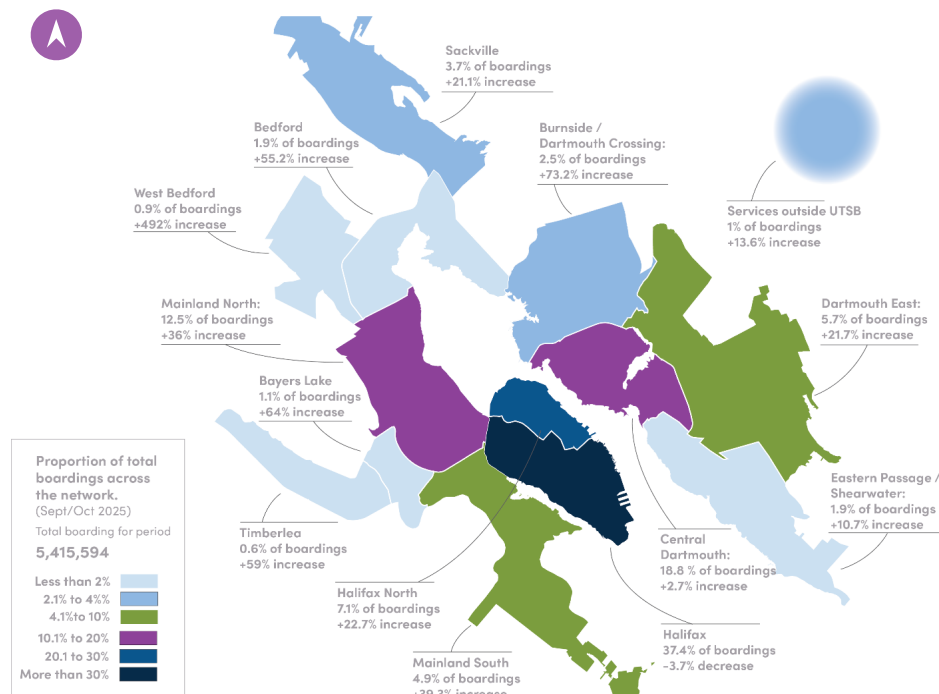 Sackville
3.7% of boardings
+21.1% increase
Bedford
1.9% of boardings
+55.2% increase
Burnside /
Dartmouth Crossing:
2.5% of boardings
+73.2% increase
West Bedford
0.9% of boardings
+492% increase
Services outside UTSB
1% of boardings
+13.6% increase
Mainland North:
12.5% of boardings
+36% increase
Dartmouth East:
5.7% of boardings
+21.7% increase
Bayers Lake
1.1% of boardings
+64% increase
Proportion of total
boardings across
the network.
(Sept/Oct 2025)
Total boarding for period
5,415,594
Less than 2%
2.1% to 4%%
4.1%to 10%
10.1% to 20%
20.1 to 30%
More than 30%
Eastern Passage /
Shearwater:
1.9% of boardings
+10.7% increase
Timberlea
0.6% of boardings
+59% increase
Central
Dartmouth:
18.8 % of boardings
+2.7% increase
Halifax North
7.1% of boardings
+22.7% increase
Halifax
37.4% of boardings
-3.7% decrease
Mainland South
4.9% of boardings
+39.3% increase